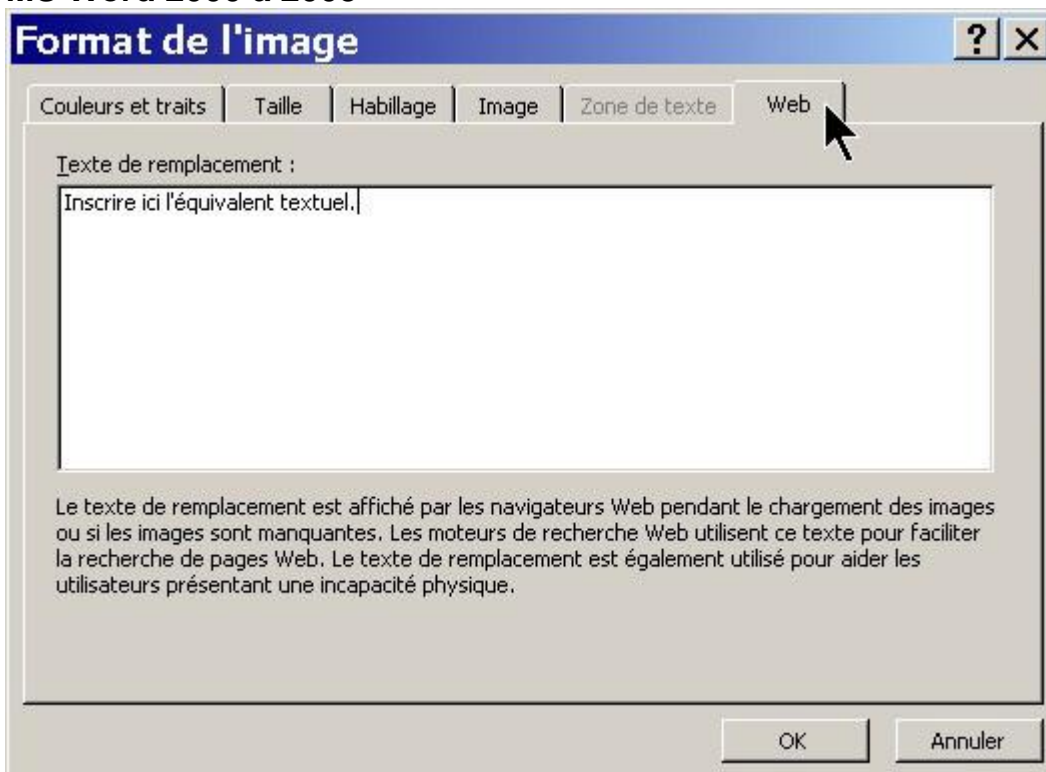 Format de l'image
Couleurs et traits Taille Habillage Image Zone de texte Web
Texte de remplacement :
Inscrire ici l'équivalent textuel.
Le texte de remplacement est affiché par les navigateurs Web pendant le chargement des images
ou si les images sont manquantes. Les moteurs de recherche Web utilisent ce texte pour faciliter
la recherche de pages Web. Le texte de remplacement est également utilisé pour aider les
utilisateurs présentant une incapacité physique.
OK Annuler